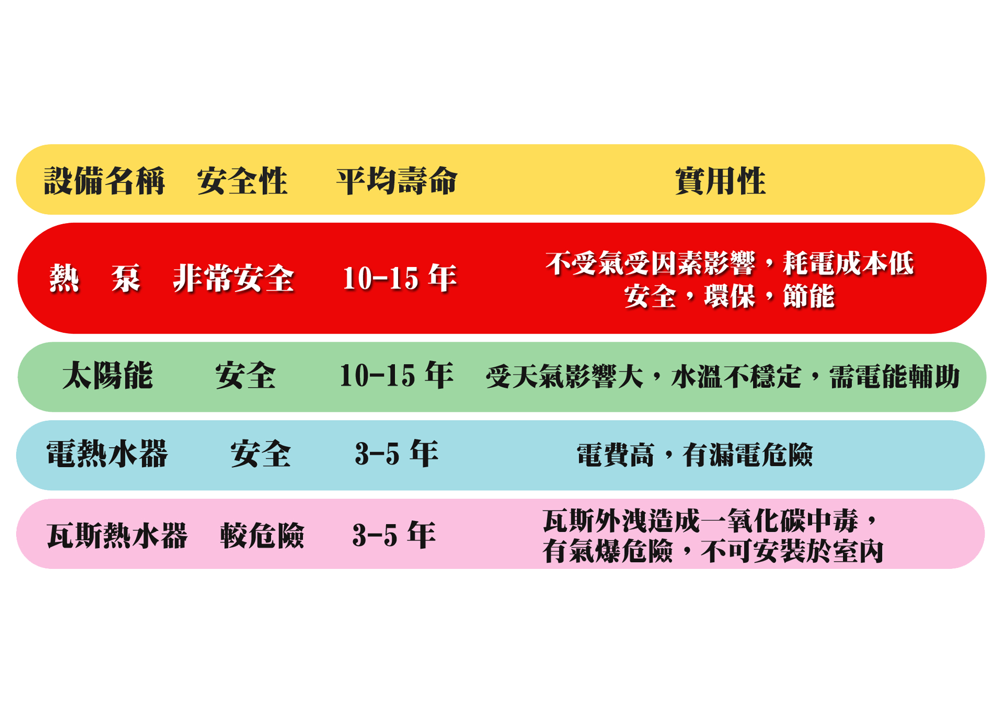 設備名稱 安全性 平均壽命 實用性
熱 泵 非常安全 10-15 年 不受氣受因素影響，耗電成本低
安全，環保，節能
太陽能 安全 10-15 年 受天氣影響大，水溫不穩定，需電能輔助
電熱水器 安全 3-5 年 電費高，有漏電危險
瓦斯熱水器 較危險 3-5 年 瓦斯外洩造成一氧化碳中毒，
有氣爆危險，不可安裝於室內